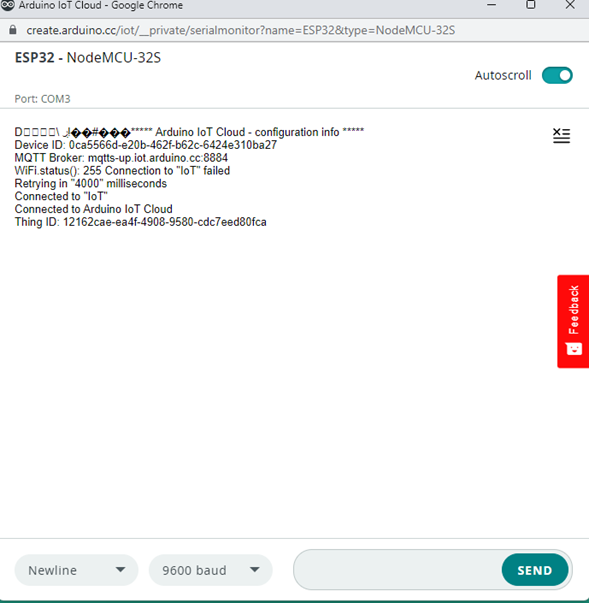 Arduino IoT Cloud - Google Chrome
create.arduino.cc/iot/__private/serialmonitor?name=ESP32&type=NodeMCU-32S
ESP32 - NodeMCU-32S
Autoscroll
Port: COM3
***** Arduino IoT Cloud - configuration info *****
Device ID: 0ca5566d-e20b-462f-b62c-6424e310ba27
MQTT Broker: mqtts-up.iot.arduino.cc:8884
WiFi.status(): 255 Connection to "IoT" failed
Retrying in "4000" milliseconds
Connected to "IoT"
Connected to Arduino IoT Cloud
Thing ID: 12162cae-ea4f-4908-9580-cdc7eed80fca
Feedback
Newline
9600 baud
SEND